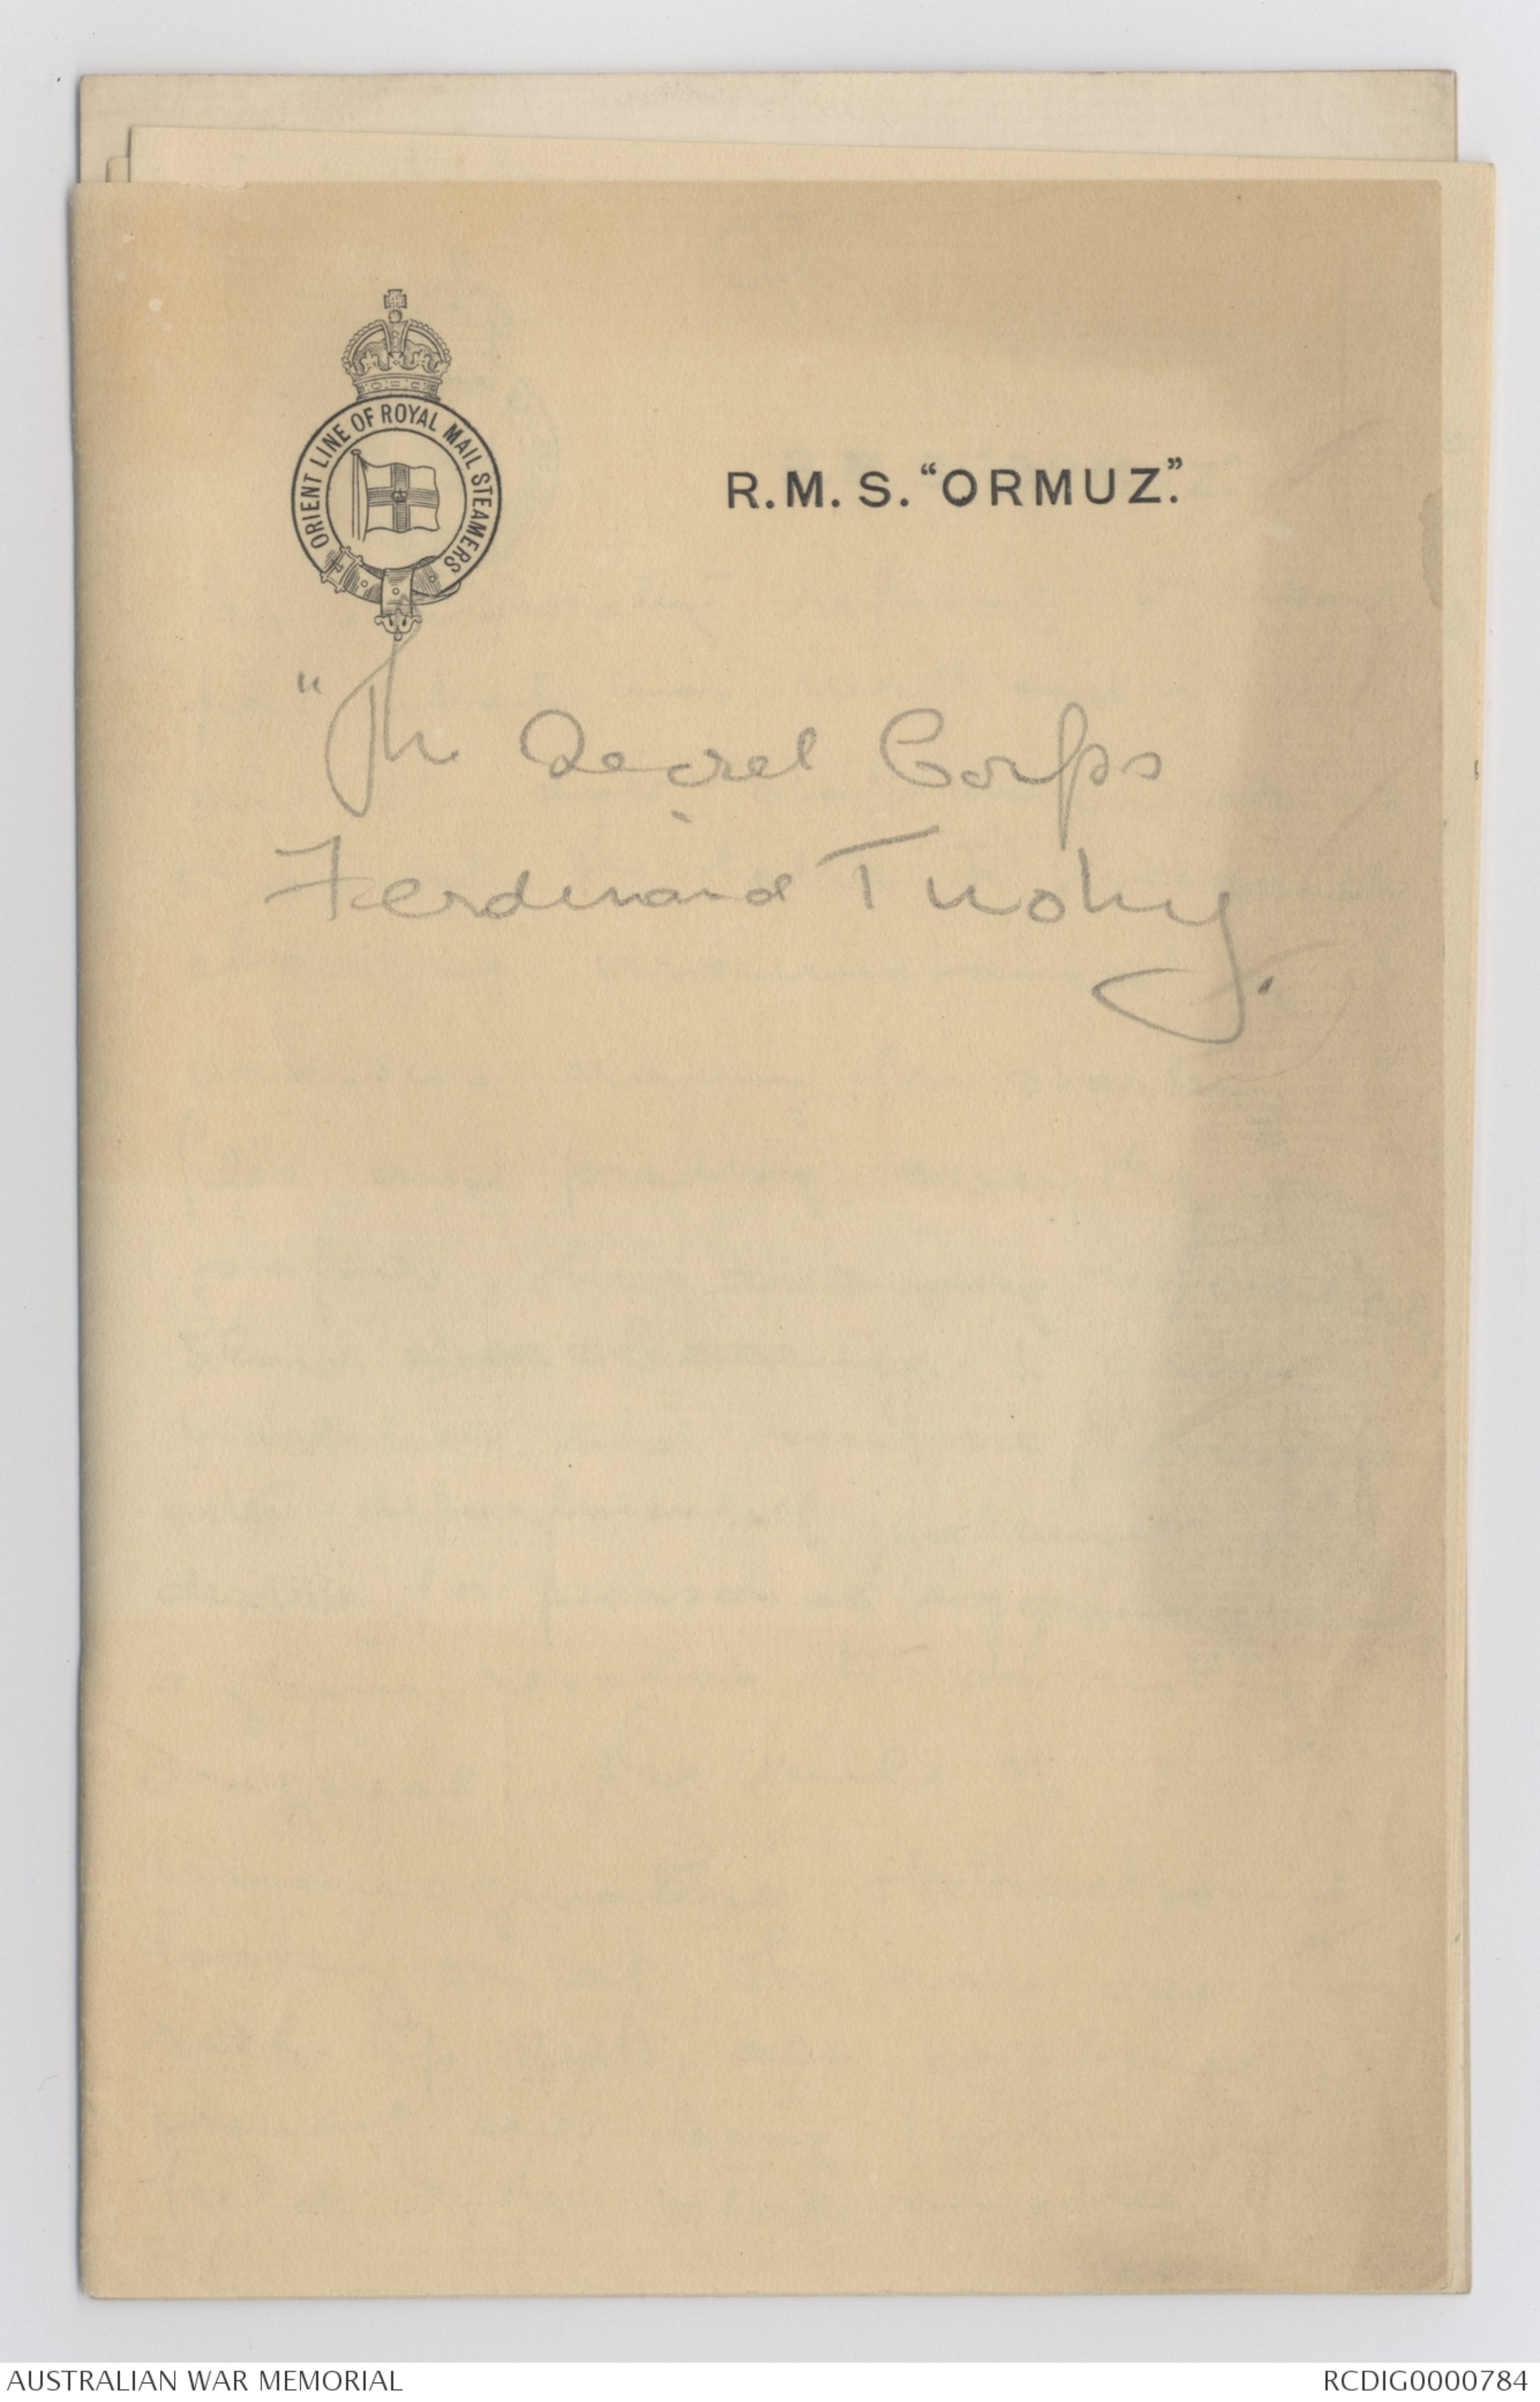 ORIENT LINE OF ROYAL MAIL STEAMERS
R.M.S. “ORMUZ.”
"The Secret Corps
Ferdinand Tuohy.
AUSTRALIAN WAR MEMORIAL
RCDIG0000784